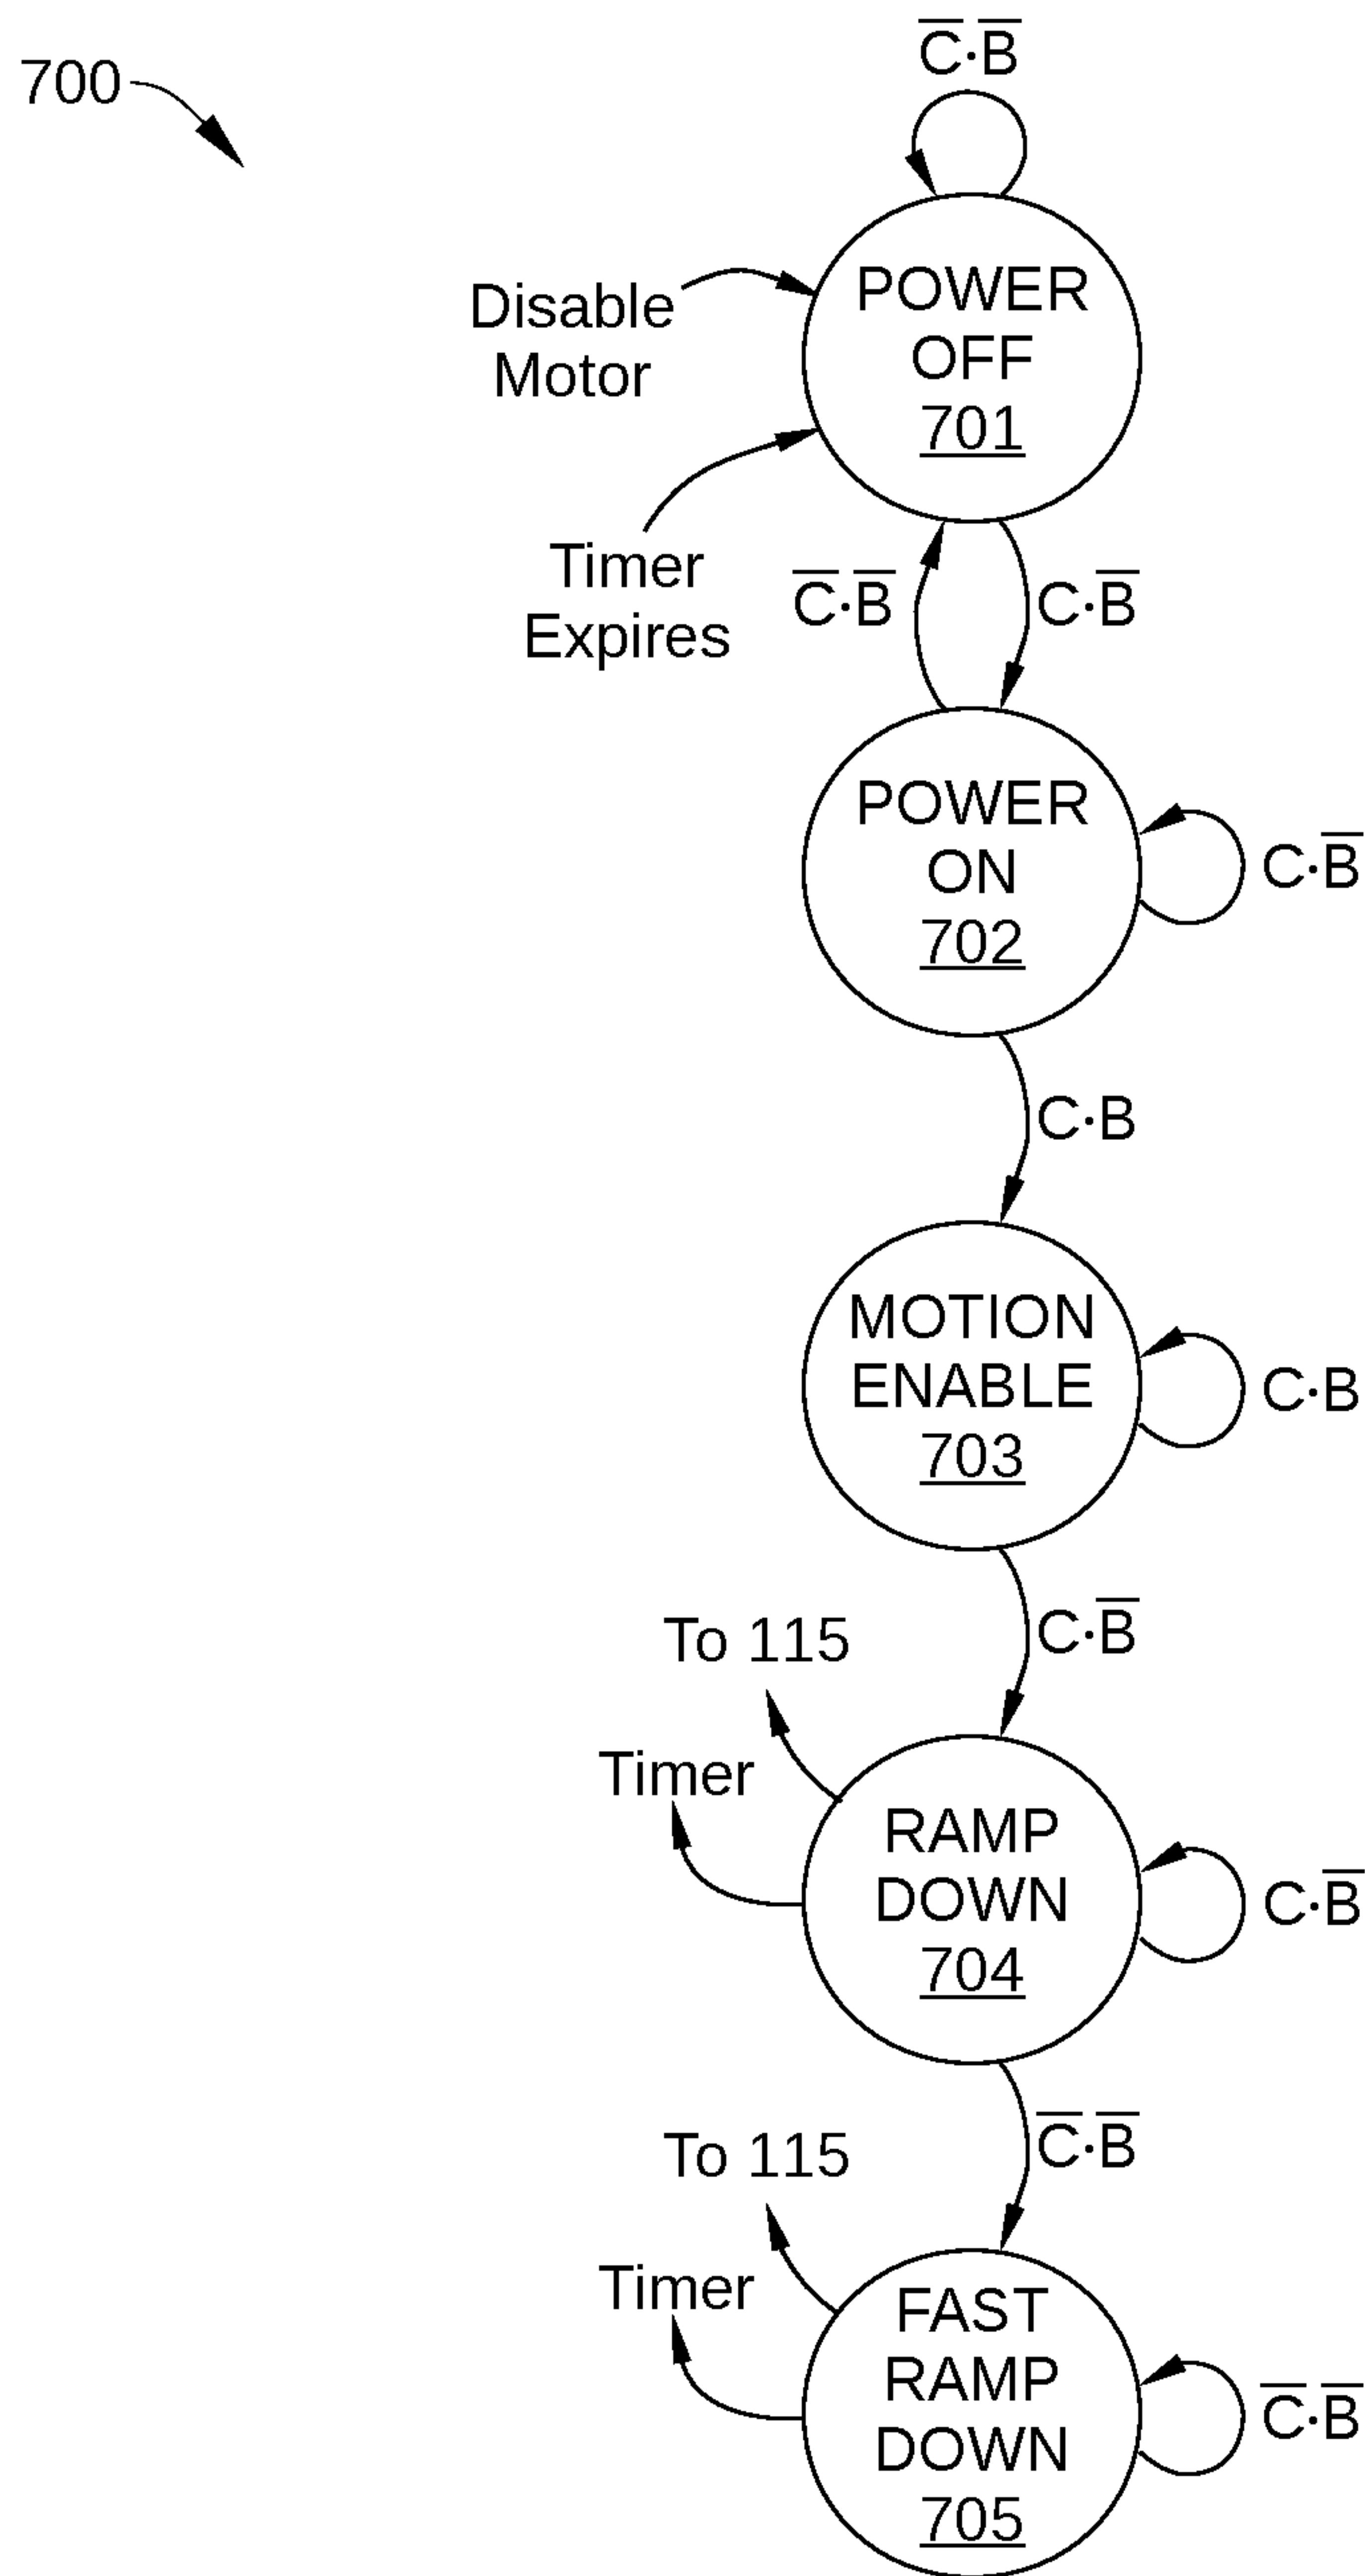 C̅·B̅
700
POWER
OFF
701
Disable
Motor
Timer
Expires
C̅·B̅
C·B̅
POWER
ON
702
C·B̅
C·B
MOTION
ENABLE
703
C·B
C·B̅
To 115
Timer
RAMP
DOWN
704
C·B̅
C̅·B̅
To 115
Timer
FAST
RAMP
DOWN
705
C̅·B̅